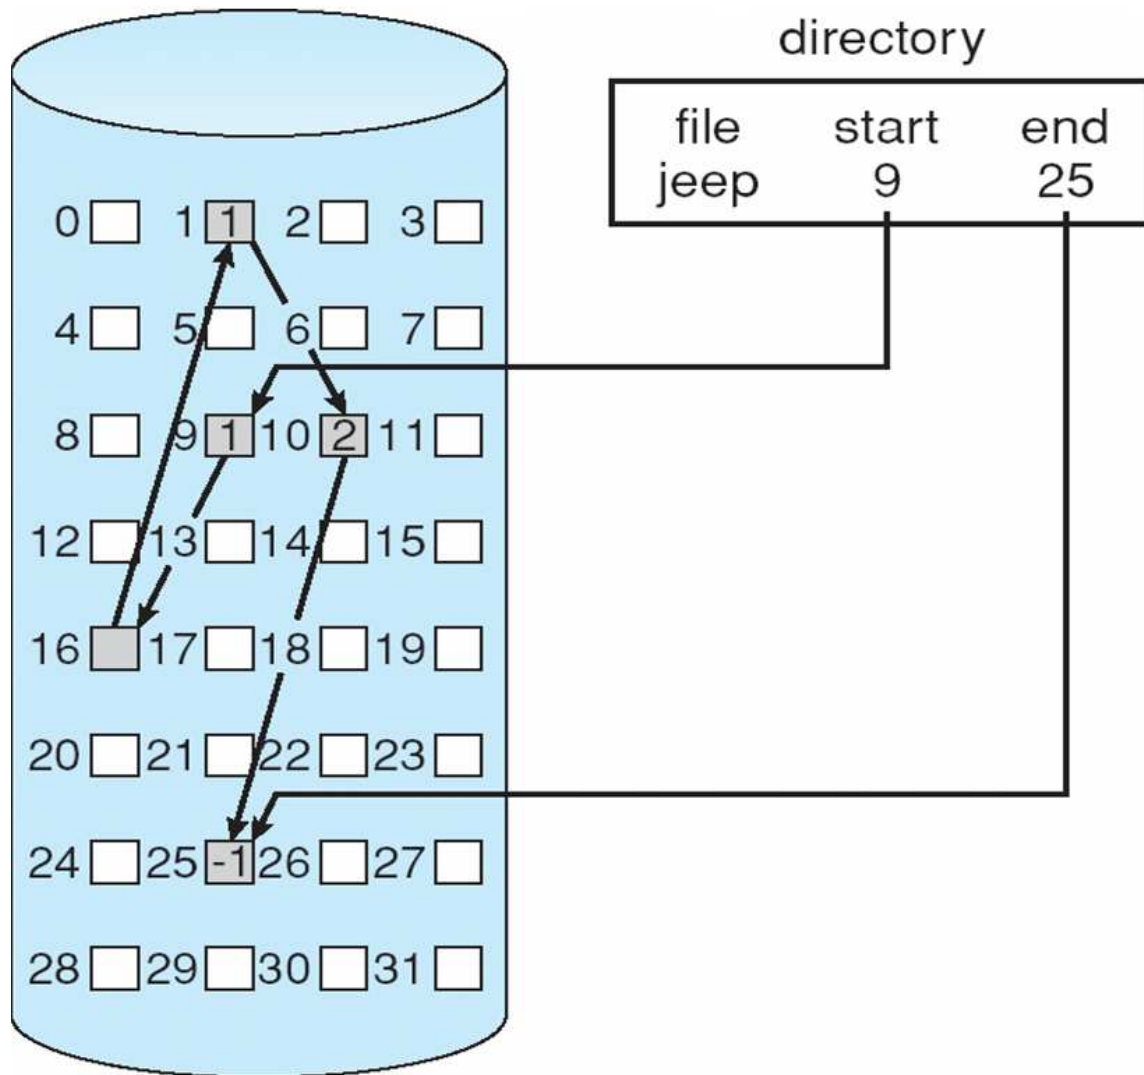 directory
file start end
jeep 9 25
0 1 1 2 3
4 5 6 7
8 9 1 10 2 11
12 13 14 15
16 17 18 19
20 21 22 23
24 25 -1 26 27
28 29 30 31